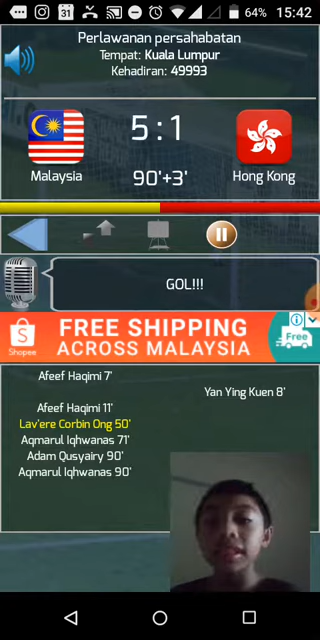 31
64% 15:42
Perlawanan persahabatan
Tempat: Kuala Lumpur
Kehadiran: 49993
5:1
Malaysia 90'+3' Hong Kong
GOL!!!
Shopee
FREE SHIPPING
ACROSS MALAYSIA
Free
Afeef Haqimi 7'
Yan Ying Kuen 8'
Afeef Haqimi 11'
Lav'ere Corbin Ong 50'
Aqmarul Iqhwanas 71'
Adam Qusyairy 90'
Aqmarul Iqhwanas 90'